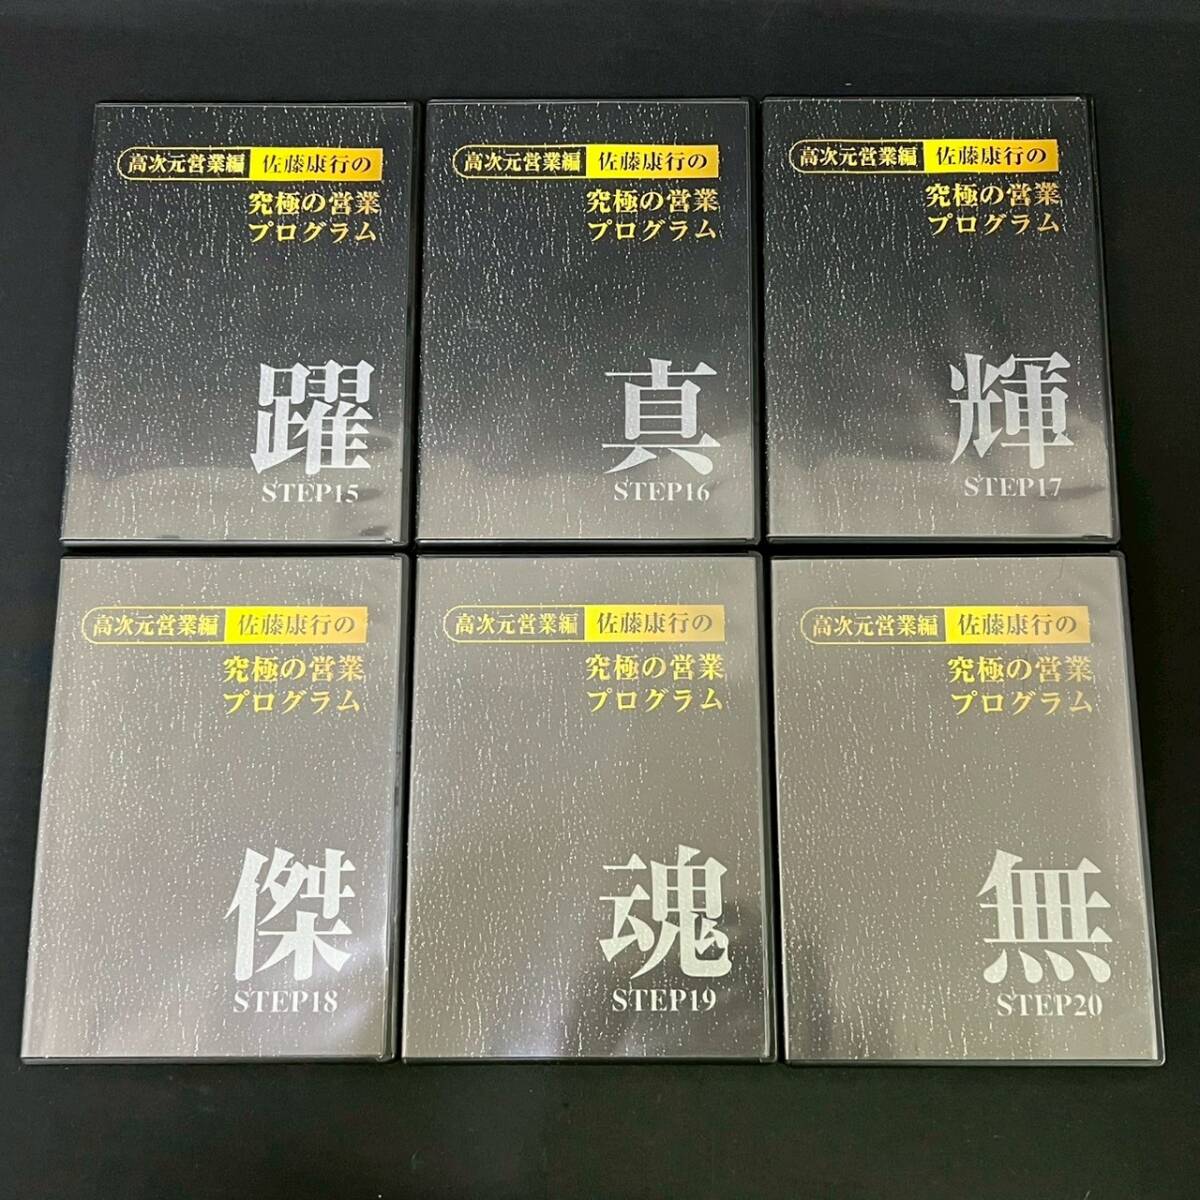 高次元営業編 佐藤康行の
究極の営業
プログラム
躍
STEP15
高次元営業編 佐藤康行の
究極の営業
プログラム
真
STEP16
高次元営業編 佐藤康行の
究極の営業
プログラム
輝
STEP17
高次元営業編 佐藤康行の
究極の営業
プログラム
傑
STEP18
高次元営業編 佐藤康行の
究極の営業
プログラム
魂
STEP19
高次元営業編 佐藤康行の
究極の営業
プログラム
無
STEP20